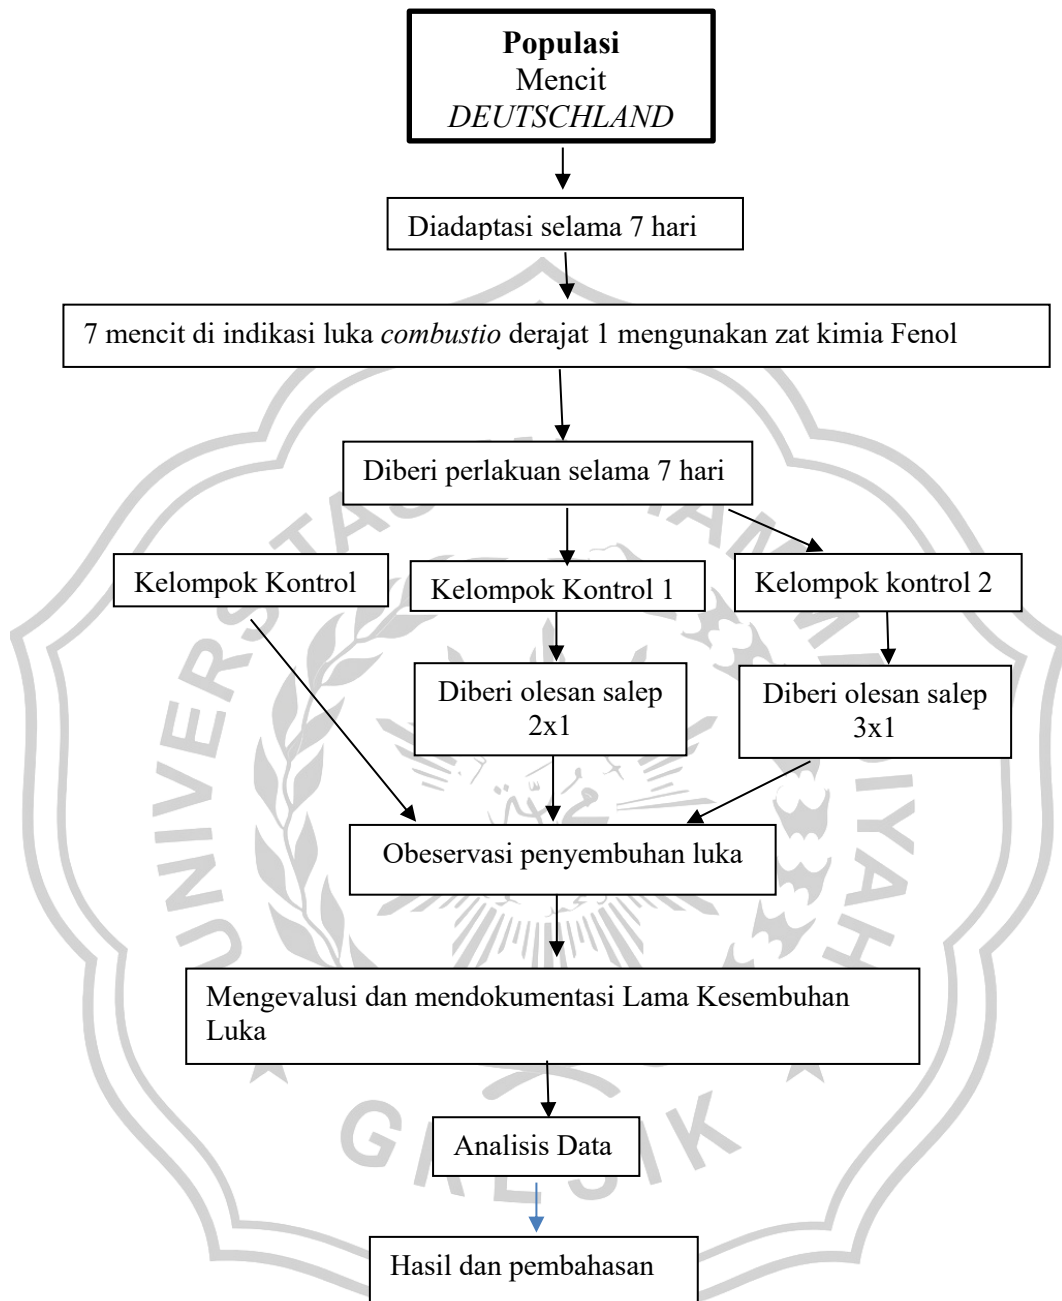 Populasi
Mencit
DEUTSCHLAND
Diadaptasi selama 7 hari
7 mencit di indikasi luka combustio derajat 1 mengunakan zat kimia Fenol
Diberi perlakuan selama 7 hari
Kelompok Kontrol
Kelompok Kontrol 1
Kelompok kontrol 2
Diberi olesan salep
2x1
Diberi olesan salep
3x1
Obeservasi penyembuhan luka
Mengevalusi dan mendokumentasi Lama Kesembuhan
Luka
Analisis Data
Hasil dan pembahasan
GRESIK